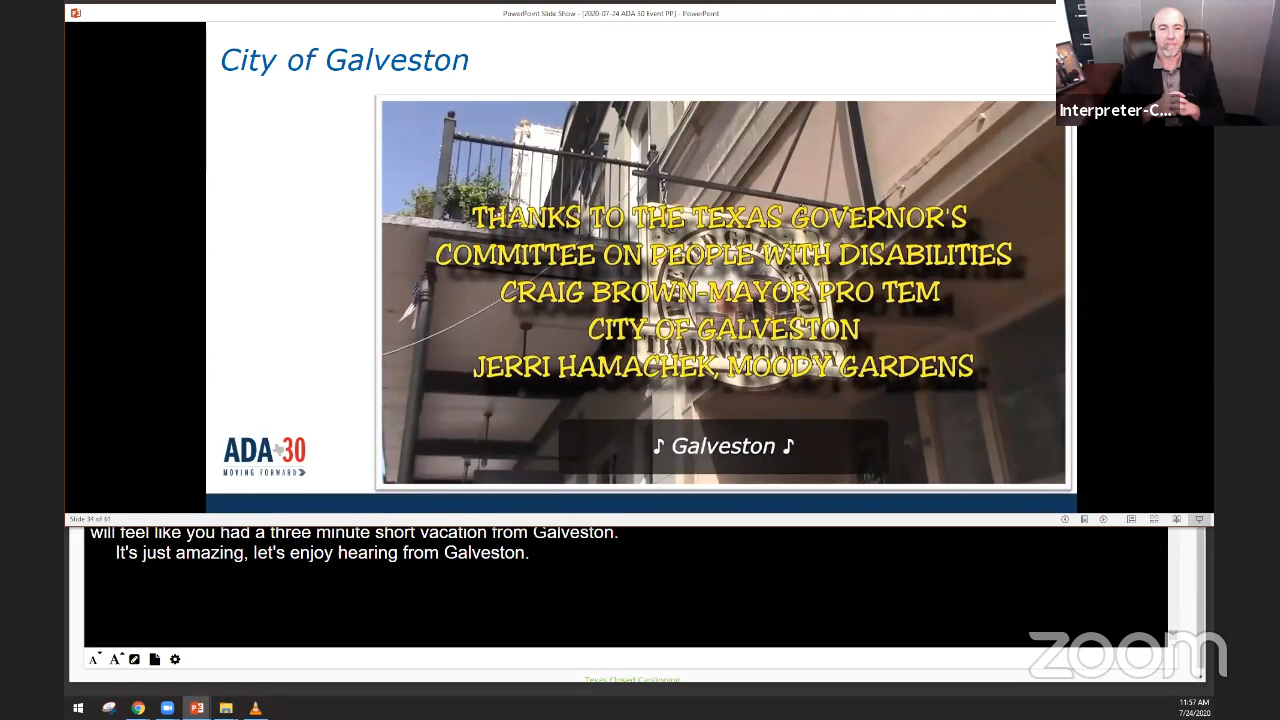 PowerPoint Slide Show - [2020-07-24 ADA 30 Event PP] - PowerPoint
City of Galveston
Interpreter-C...
THANKS TO THE TEXAS GOVERNOR'S
COMMITTEE ON PEOPLE WITH DISABILITIES
CRAIG BROWN-MAYOR PRO TEM
CITY OF GALVESTON
JERRI HAMACHEK, MOODY GARDENS
TRADING COMPANY
♪ Galveston ♪
ADA 30
MOVING FORWARD
Slide 34 of 61
will feel like you had a three minute short vacation from Galveston.
It's just amazing, let's enjoy hearing from Galveston.
zoom
Texas Closed Captioning
11:57 AM
7/24/2020